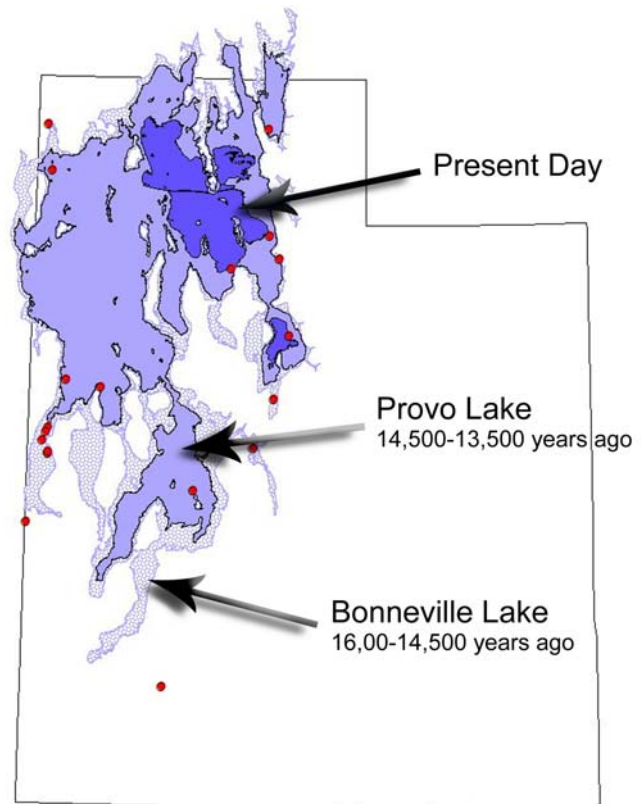 Present Day
Provo Lake
14,500-13,500 years ago
Bonneville Lake
16,00-14,500 years ago